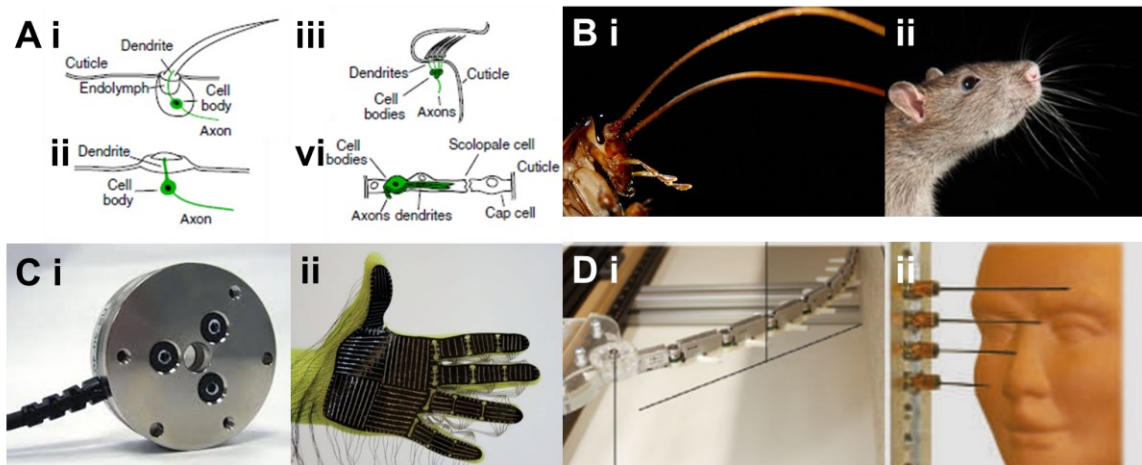 A i
Dendrite
Cuticle
Endolymph
Cell
body
Axon
iii
Dendrites
Cuticle
Cell
bodies
Axons
ii
Dendrite
Cell
body
Axon
vi
Cell
bodies
Scolopale cell
Cuticle
Axons dendrites
Cap cell
B i
ii
C i
ii
D i
ii